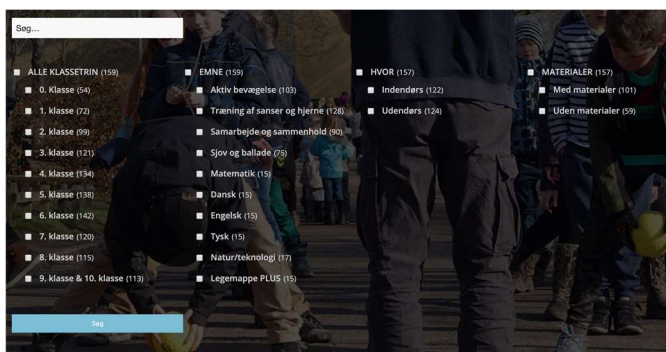 Søg...
ALLE KLASSETRIN (159)
0. Klasse (54)
1. klasse (72)
2. klasse (99)
3. klasse (121)
4. klasse (134)
5. klasse (138)
6. klasse (142)
7. klasse (120)
8. klasse (115)
9. klasse & 10. klasse (113)
EMNE (159)
Aktiv bevægelse (103)
Træning af sanser og hjerne (128)
Samarbejde og sammenhold (90)
Sjov og ballade (75)
Matematik (15)
Dansk (15)
Engelsk (15)
Tysk (15)
Natur/teknologi (17)
Legemappe PLUS (15)
HVOR (157)
Indendørs (122)
Udendørs (124)
MATERIALER (157)
Med materialer (101)
Uden materialer (59)
Søg